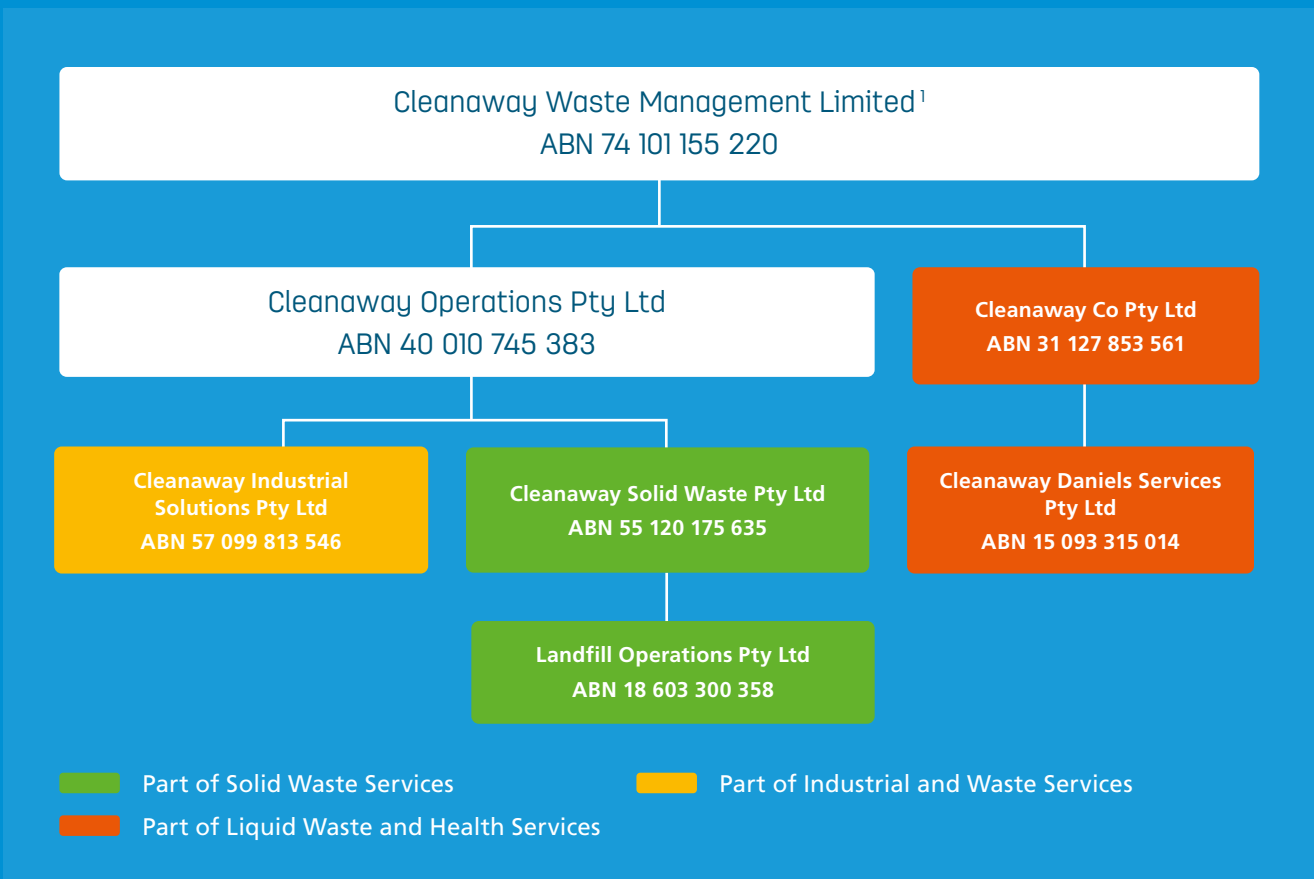 Cleanaway Waste Management Limited¹
ABN 74 101 155 220
Cleanaway Operations Pty Ltd
ABN 40 010 745 383
Cleanaway Co Pty Ltd
ABN 31 127 853 561
Cleanaway Industrial
Solutions Pty Ltd
ABN 57 099 813 546
Cleanaway Solid Waste Pty Ltd
ABN 55 120 175 635
Cleanaway Daniels Services
Pty Ltd
ABN 15 093 315 014
Landfill Operations Pty Ltd
ABN 18 603 300 358
Part of Solid Waste Services
Part of Industrial and Waste Services
Part of Liquid Waste and Health Services